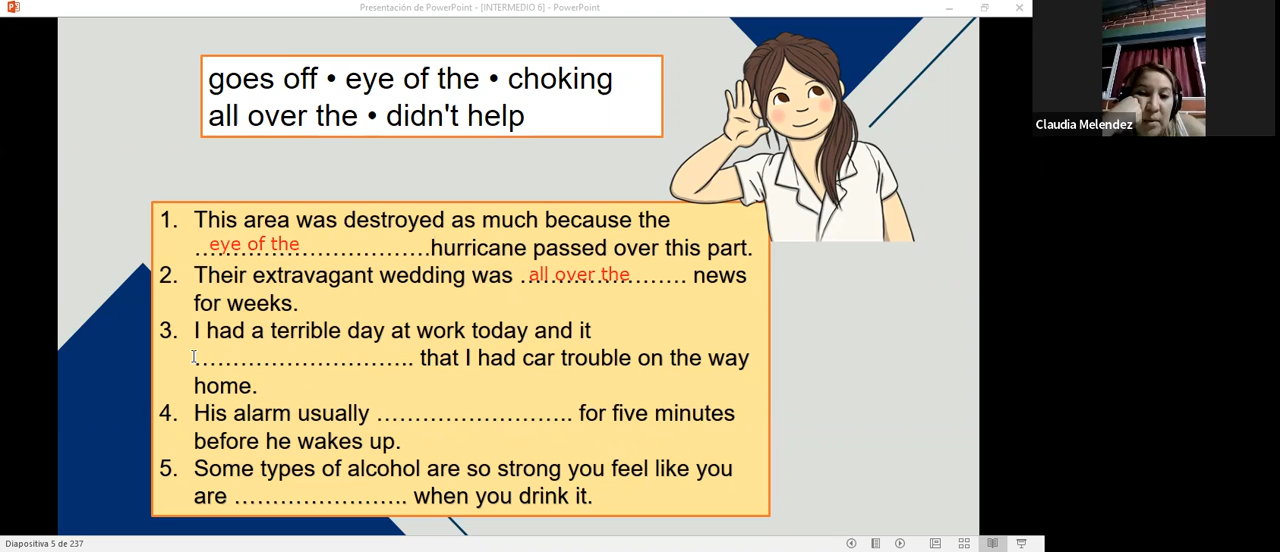 Presentación de PowerPoint - [INTERMEDIO 6] - PowerPoint
goes off • eye of the • choking
all over the • didn't help
Claudia Melendez
1. This area was destroyed as much because the
eye of the
…………………………..hurricane passed over this part.
2. Their extravagant wedding was …all over the……. news
for weeks.
3. I had a terrible day at work today and it
……………………….. that I had car trouble on the way
home.
4. His alarm usually …………………….. for five minutes
before he wakes up.
5. Some types of alcohol are so strong you feel like you
are ………………….. when you drink it.
Diapositiva 5 de 237